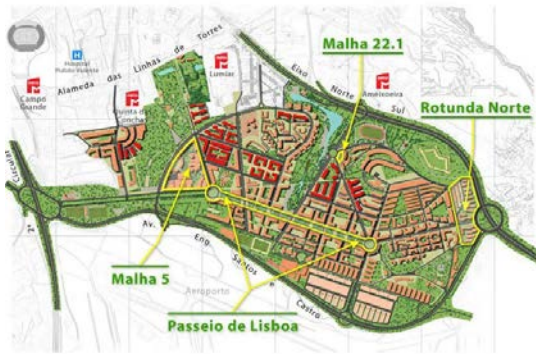 Malha 22.1
Rotunda Norte
Malha 5
Passeio de Lisboa
Alameda das Linhas de Torres
Hospital
Pulido Valente
Campo
Grande
Quinta das
Conchas
Lumiar
Ameixoeira
Eixo Norte Sul
2ª Circular
Av. Eng. Santos e Castro
Aeroporto